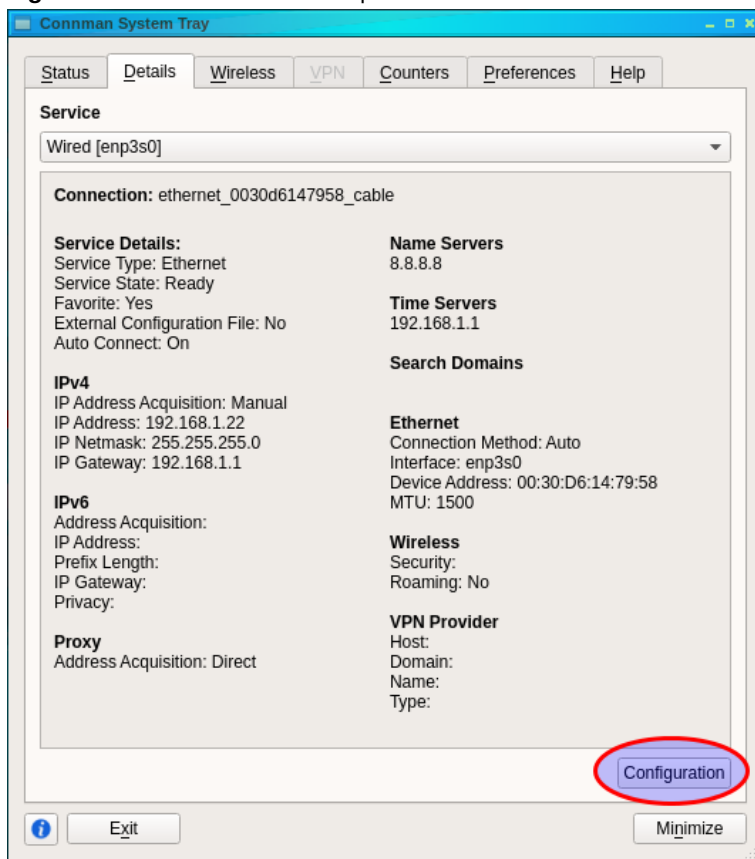 Connman System Tray
Status Details Wireless VPN Counters Preferences Help
Service
Wired [enp3s0]
Connection: ethernet_0030d6147958_cable
Service Details:
Service Type: Ethernet
Service State: Ready
Favorite: Yes
External Configuration File: No
Auto Connect: On
IPv4
IP Address Acquisition: Manual
IP Address: 192.168.1.22
IP Netmask: 255.255.255.0
IP Gateway: 192.168.1.1
IPv6
Address Acquisition:
IP Address:
Prefix Length:
IP Gateway:
Privacy:
Proxy
Address Acquisition: Direct
Name Servers
8.8.8.8
Time Servers
192.168.1.1
Search Domains
Ethernet
Connection Method: Auto
Interface: enp3s0
Device Address: 00:30:D6:14:79:58
MTU: 1500
Wireless
Security:
Roaming: No
VPN Provider
Host:
Domain:
Name:
Type:
Configuration
Exit
Minimize